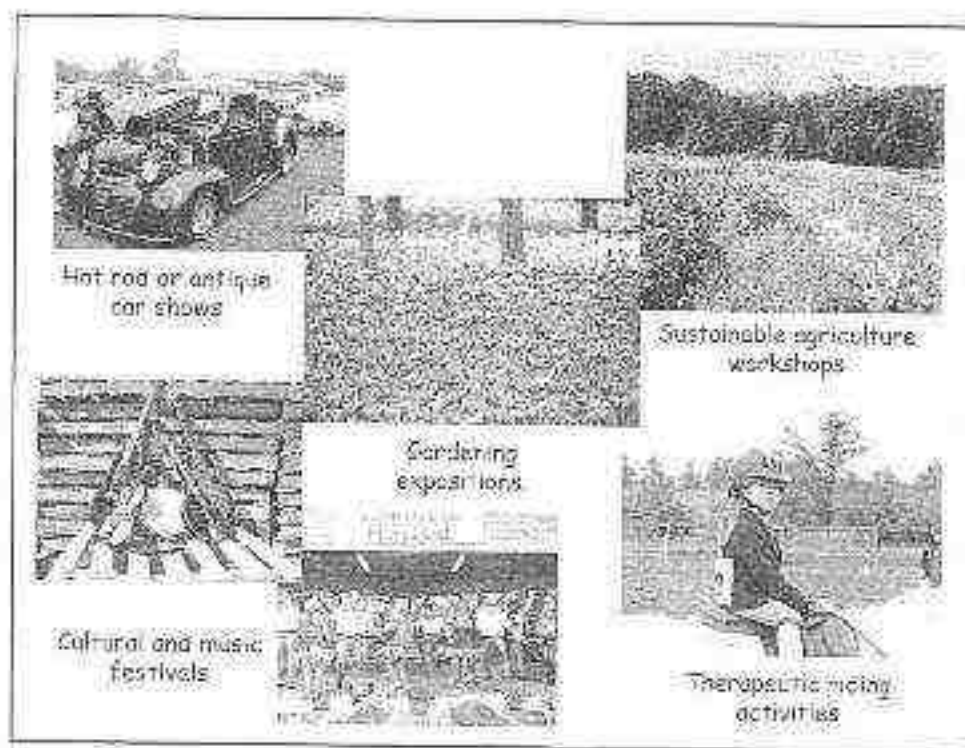 Hot rod or antique
car shows
Sustainable agriculture
workshops
Gardening
expositions
Cultural and music
festivals
Therapeutic riding
activities